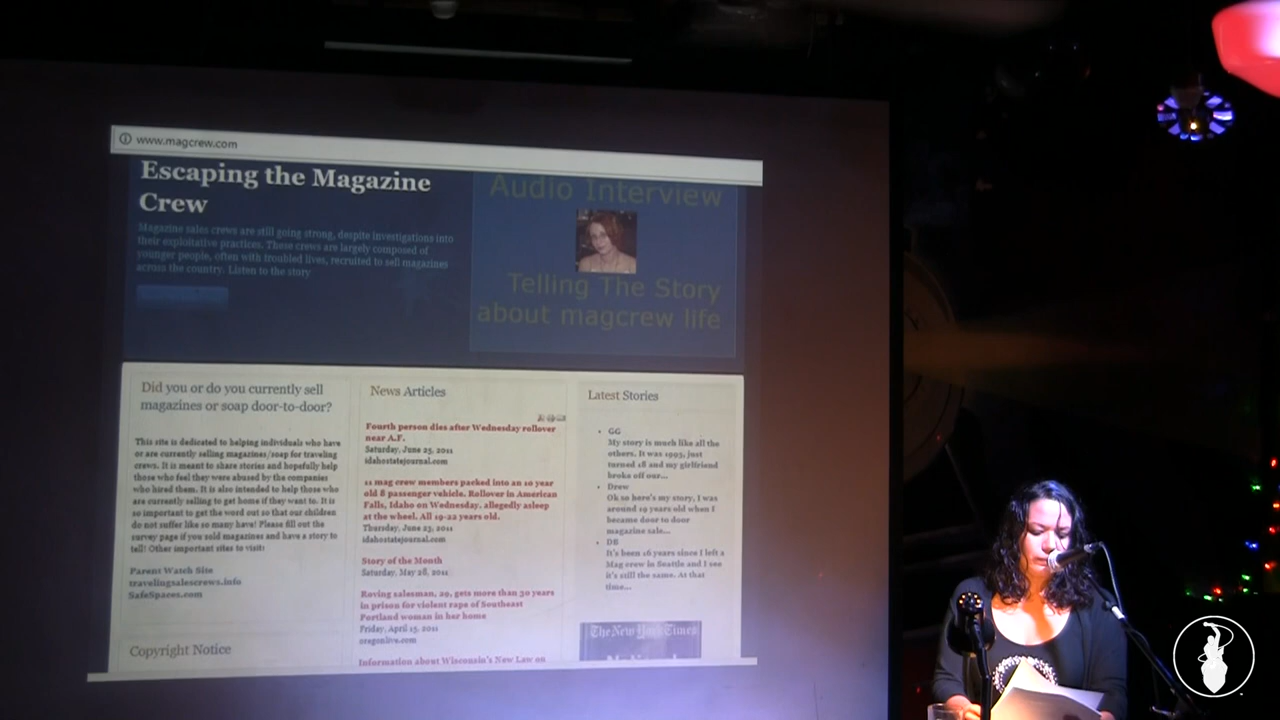 www.magcrew.com
Escaping the Magazine
Crew
Magazine sales crews are still going strong, despite investigations into
their exploitative practices. These crews are largely composed of
younger people, often with troubled lives, recruited to sell magazines
across the country. Listen to the story
Audio Interview
Telling The Story
about magcrew life
Did you or do you currently sell
magazines or soap door-to-door?
This site is dedicated to helping individuals who have
or are currently selling magazines/soap for traveling
crews. It is meant to share stories and hopefully help
those who feel they were abused by the companies
who hired them. It is also intended to help those who
are currently selling to get home if they want to. It is
so important to get the word out so that our children
do not suffer like so many have! Please fill out the
survey page if you sold magazines and have a story to
tell! Other important sites to visit:
Parent Watch Site
travelingsalescrews.info
SafeSpaces.com
Copyright Notice
News Articles
Fourth person dies after Wednesday rollover
near A.F.
Saturday, June 25, 2011
idahostatejournal.com
11 mag crew members packed into an 10 year
old 8 passenger vehicle. Rollover in American
Falls, Idaho on Wednesday, allegedly asleep
at the wheel. All 19-22 years old.
Thursday, June 23, 2011
idahostatejournal.com
Story of the Month
Saturday, May 28, 2011
Roving salesman, 29, gets more than 30 years
in prison for violent rape of Southeast
Portland woman in her home
Friday, April 15, 2011
oregonlive.com
Information about Wisconsin's New Law on
Latest Stories
GG
My story is much like all the
others. It was 1993, just
turned 18 and my girlfriend
broke off our...
Drew
Ok so here's my story, I was
around 19 years old when I
became door to door
magazine sale...
DB
It's been 16 years since I left a
Mag crew in Seattle and I see
it's still the same. At that
time...
The New York Times